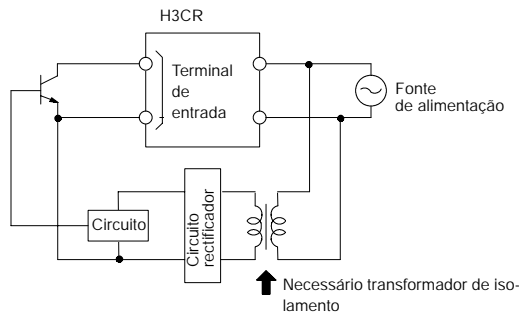 H3CR
Terminal
de
entrada
Fonte
de alimentação
Circuito
Circuito
rectificador
Necessário transformador de iso-
lamento